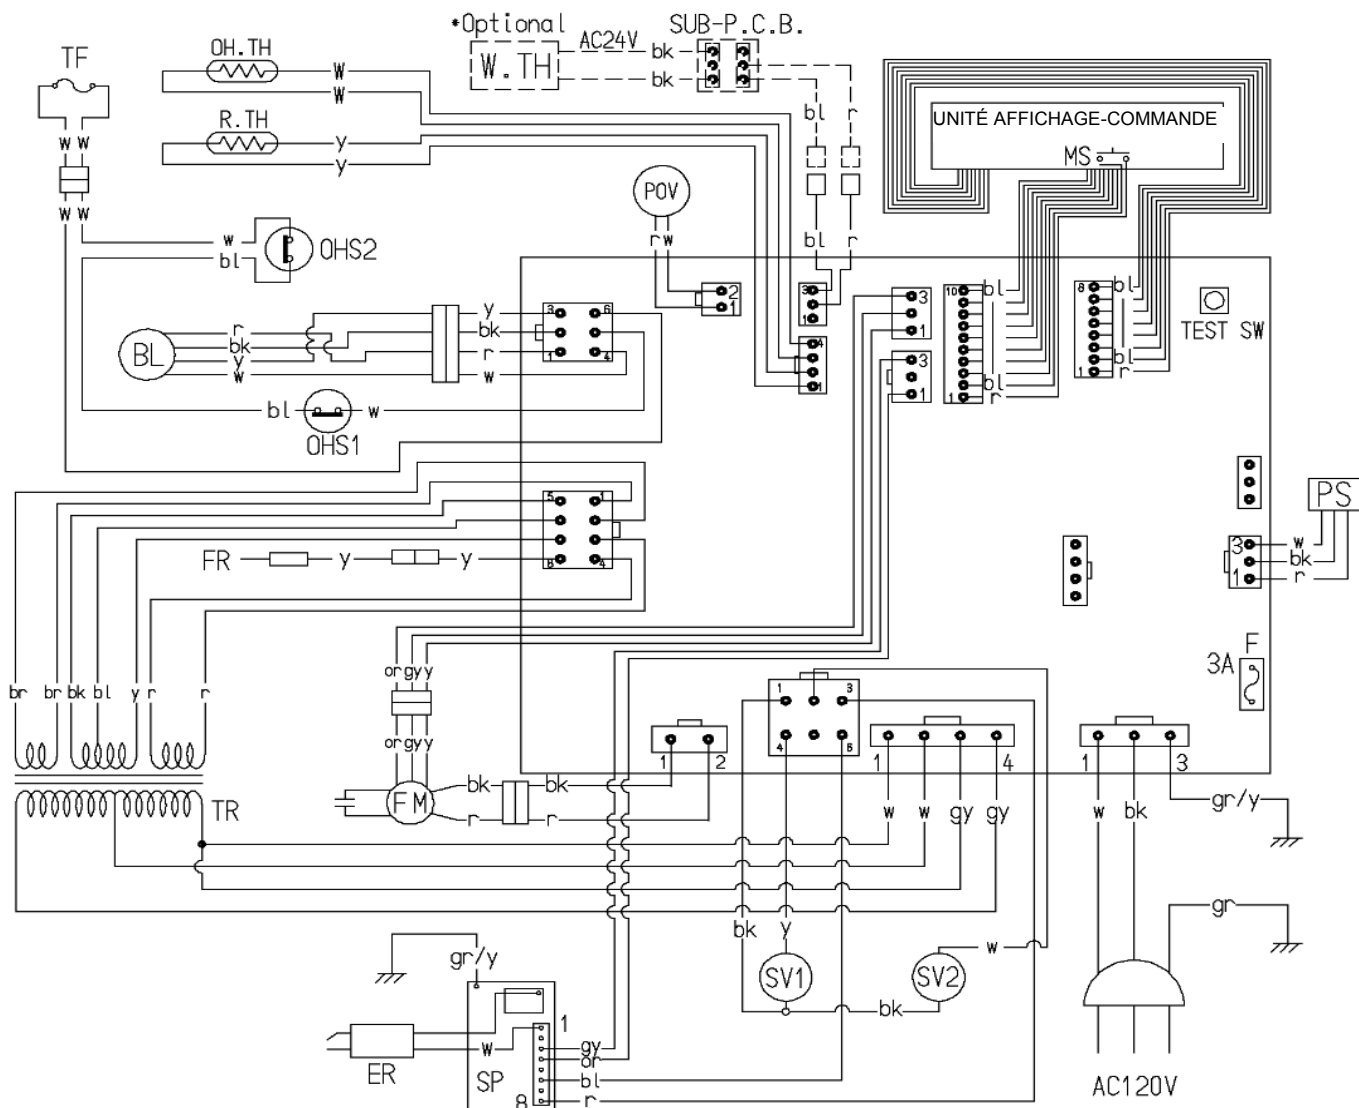 *Optional
SUB-P.C.B.
AC24V
TF
OH.TH
W
W
W.TH
bk
bk
R.TH
y
y
bl
r
UNITÉ AFFICHAGE-COMMANDE
MS
W W
W W
POV
r w
bl
r
w
bl
OHS2
2
1
3
1
4
1
3
1
3
1
10
1
bl
bl
r
8
1
bl
bl
r
TEST SW
BL
r
bk
y
w
y
bk
r
w
3
6
1
4
bl
OHS1
w
5
1
8
4
FR
y
y
PS
w
bk
r
3
1
F
3A
br
br
bk
bl
y
r
r
or gy y
or gy y
TR
FM
bk
r
bk
r
1
2
1
3
4
6
1
4
1
3
w
w
gy
gy
w
bk
gr/y
gr
bk
y
w
SV1
SV2
bk
gr/y
ER
w
SP
1
8
gy
or
bl
r
AC120V